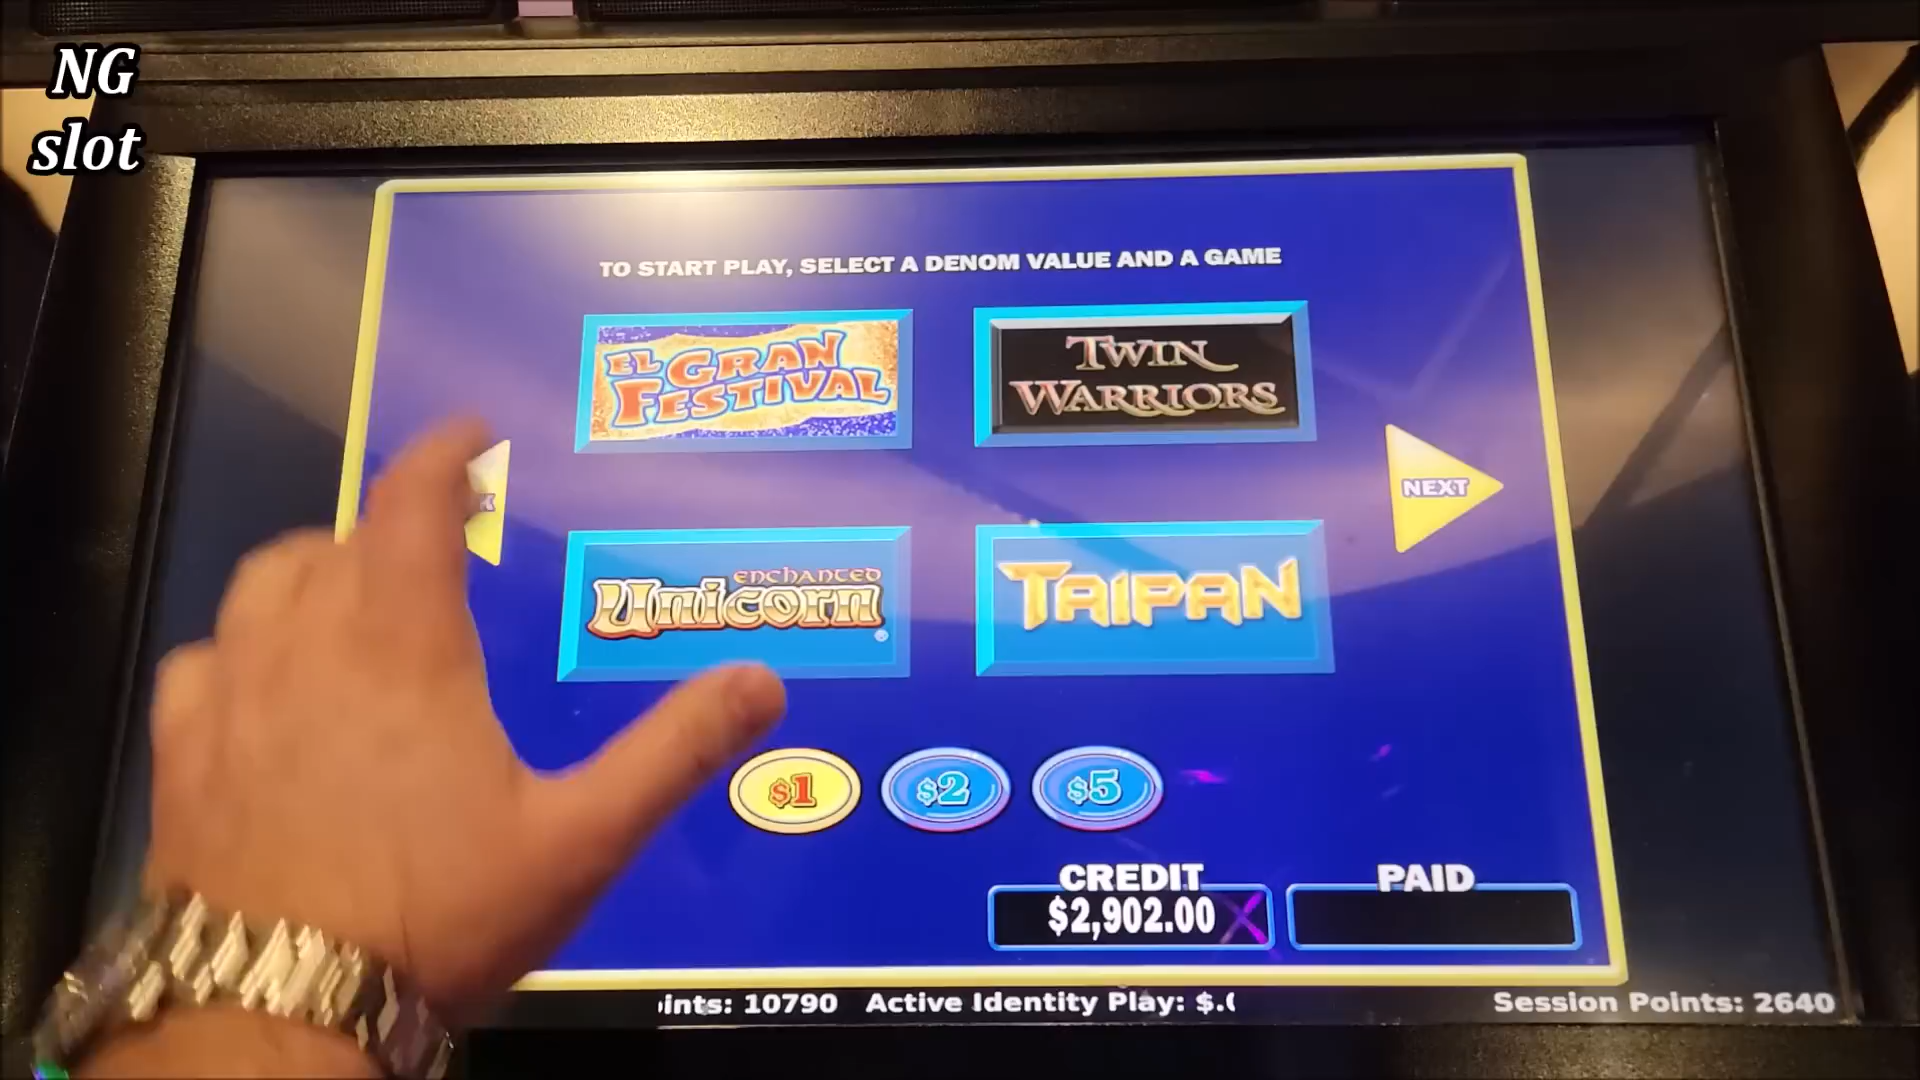 NG
slot
TO START PLAY, SELECT A DENOM VALUE AND A GAME
EL GRAN
FESTIVAL
TWIN
WARRIORS
NEXT
ENCHANTED
Unicorn
TAIPAN
$1
$2
$5
CREDIT
$2,902.00
PAID
10790 Active Identity Play:
Session Points: 2640